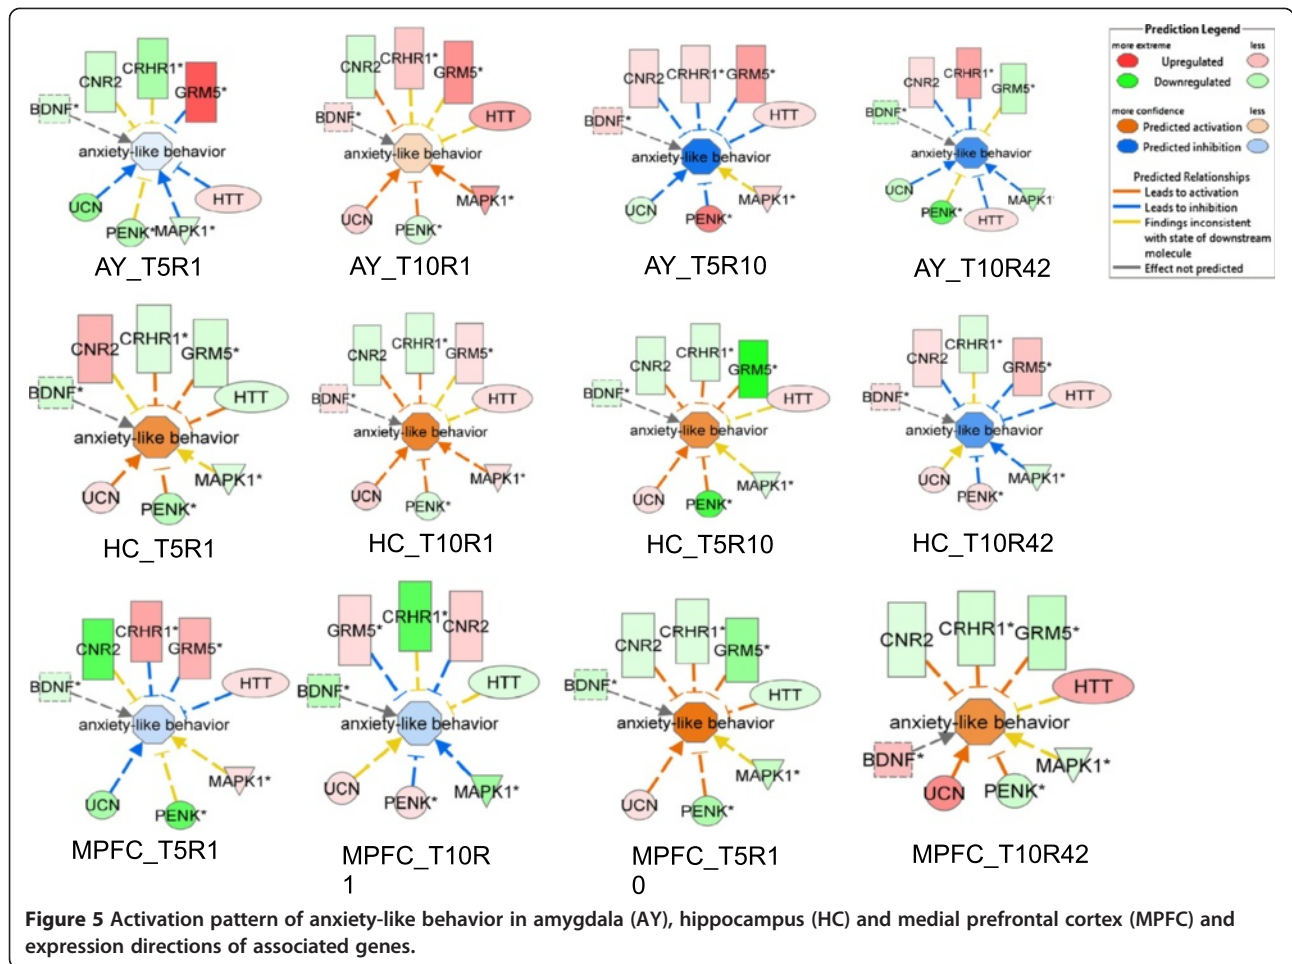 CNR2
CRHR1*
GRM5*
BDNF*
anxiety-like behavior
UCN
PENK*
MAPK1*
HTT
AY_T5R1
CNR2
CRHR1*
GRM5*
BDNF*
HTT
anxiety-like behavior
UCN
PENK*
MAPK1*
AY_T10R1
CNR2
CRHR1*
GRM5*
BDNF*
HTT
anxiety-like behavior
UCN
PENK*
MAPK1*
AY_T5R10
CNR2
CRHR1*
GRM5*
BDNF*
anxiety-like behavior
UCN
PENK*
HTT
MAPK1*
AY_T10R42
Prediction Legend
more extreme less
Upregulated
Downregulated
more confidence less
Predicted activation
Predicted inhibition
Predicted Relationships
Leads to activation
Leads to inhibition
Findings inconsistent
with state of downstream
molecule
Effect not predicted
CNR2
CRHR1*
GRM5*
BDNF*
HTT
anxiety-like behavior
UCN
PENK*
MAPK1*
HC_T5R1
CNR2
CRHR1*
GRM5*
BDNF*
HTT
anxiety-like behavior
UCN
PENK*
MAPK1*
HC_T10R1
CNR2
CRHR1*
GRM5*
BDNF*
HTT
anxiety-like behavior
UCN
PENK*
MAPK1*
HC_T5R10
CNR2
CRHR1*
GRM5*
BDNF*
HTT
anxiety-like behavior
UCN
PENK*
MAPK1*
HC_T10R42
CNR2
CRHR1*
GRM5*
BDNF*
HTT
anxiety-like behavior
UCN
PENK*
MAPK1*
MPFC_T5R1
GRM5*
CRHR1*
CNR2
BDNF*
HTT
anxiety-like behavior
UCN
PENK*
MAPK1*
MPFC_T10R
1
CNR2
CRHR1*
GRM5*
BDNF*
HTT
anxiety-like behavior
UCN
PENK*
MAPK1*
MPFC_T5R1
0
CNR2
CRHR1*
GRM5*
HTT
anxiety-like behavior
BDNF*
UCN
PENK*
MAPK1*
MPFC_T10R42
Figure 5 Activation pattern of anxiety-like behavior in amygdala (AY), hippocampus (HC) and medial prefrontal cortex (MPFC) and
expression directions of associated genes.